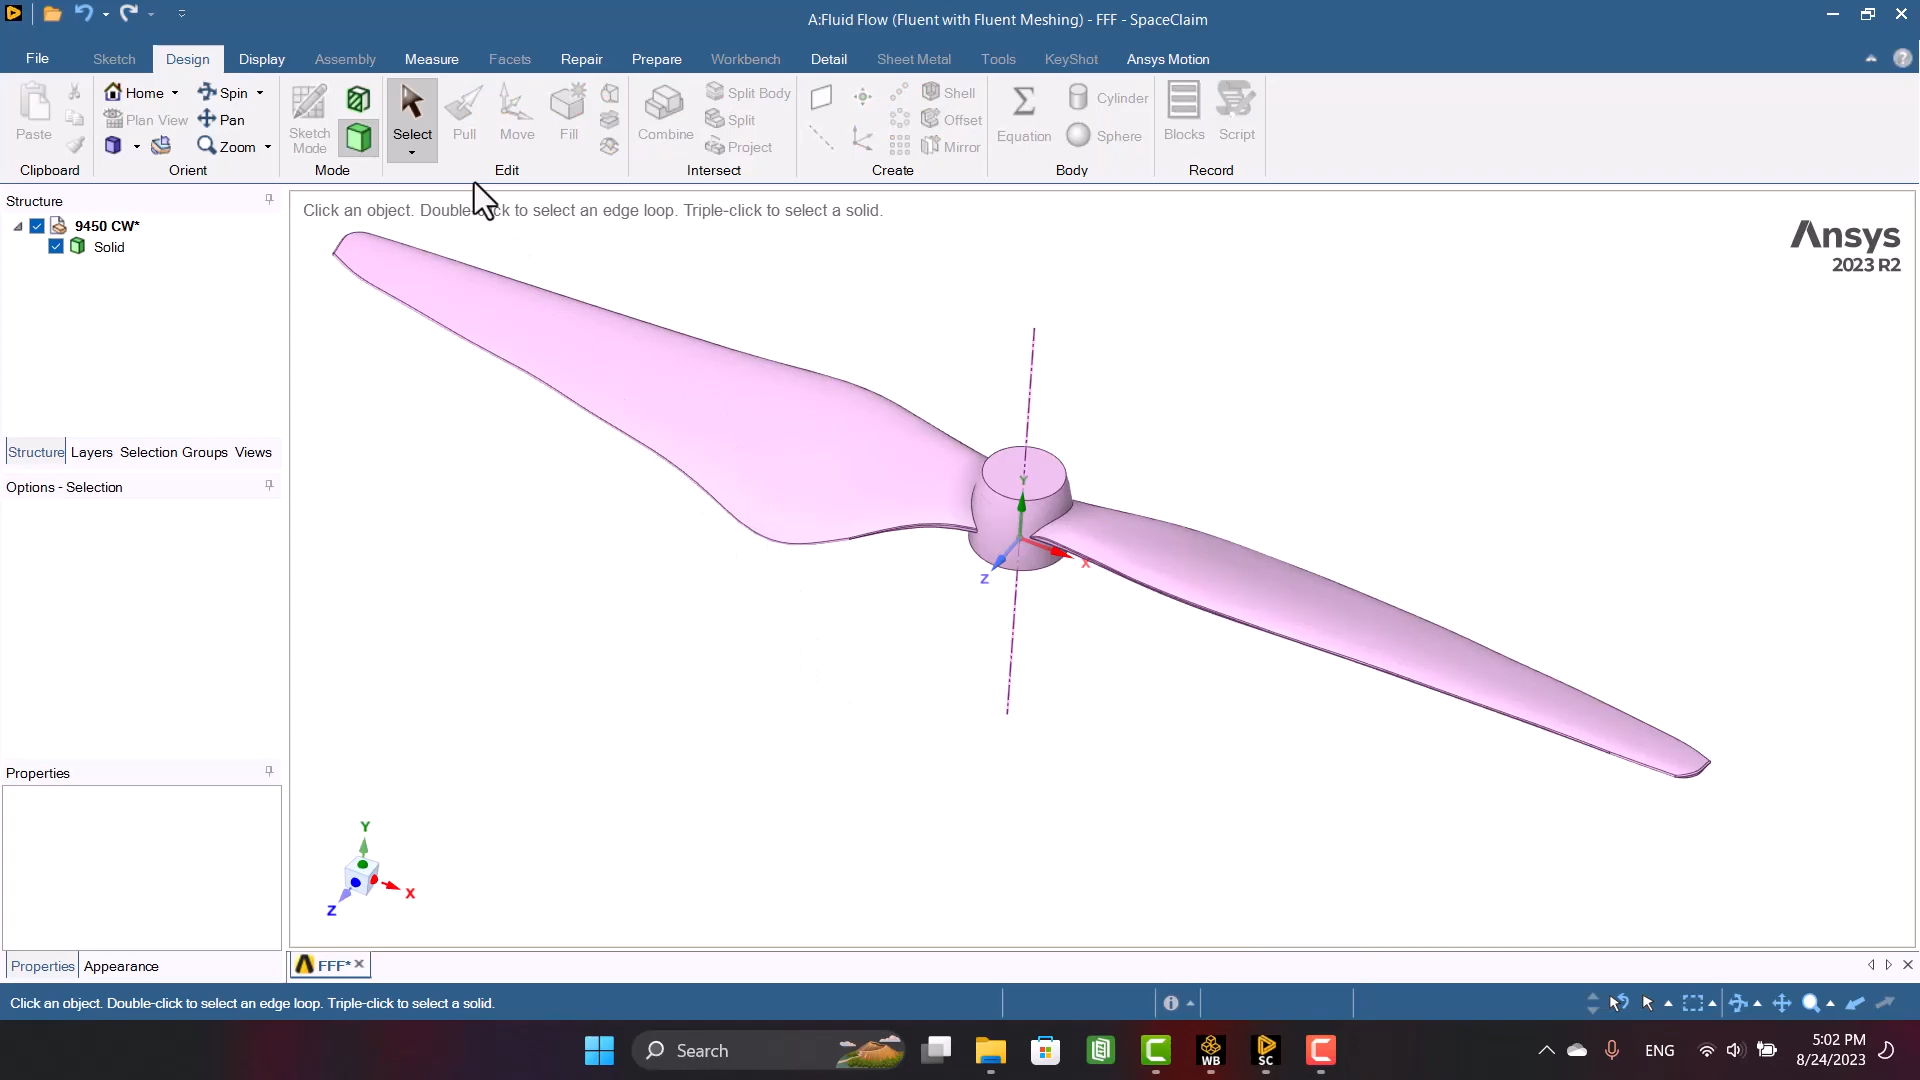 A:Fluid Flow (Fluent with Fluent Meshing) - FFF - SpaceClaim
File Sketch Design Display Assembly Measure Facets Repair Prepare Workbench Detail Sheet Metal Tools KeyShot Ansys Motion
Home Spin Split Body Shell Cylinder
Plan View Pan Split Offset
Paste Sketch Mode Select Pull Move Fill Combine Equation Sphere Blocks Script
Zoom Project Mirror
Clipboard Orient Mode Edit Intersect Create Body Record
Structure
9450 CW*
Solid
Click an object. Double-click to select an edge loop. Triple-click to select a solid.
Ansys
2023 R2
Structure Layers Selection Groups Views
Options - Selection
Y
Z
X
Properties
Y
X
Z
Properties Appearance
FFF*
Click an object. Double-click to select an edge loop. Triple-click to select a solid.
Search
WB
SC
ENG
5:02 PM
8/24/2023